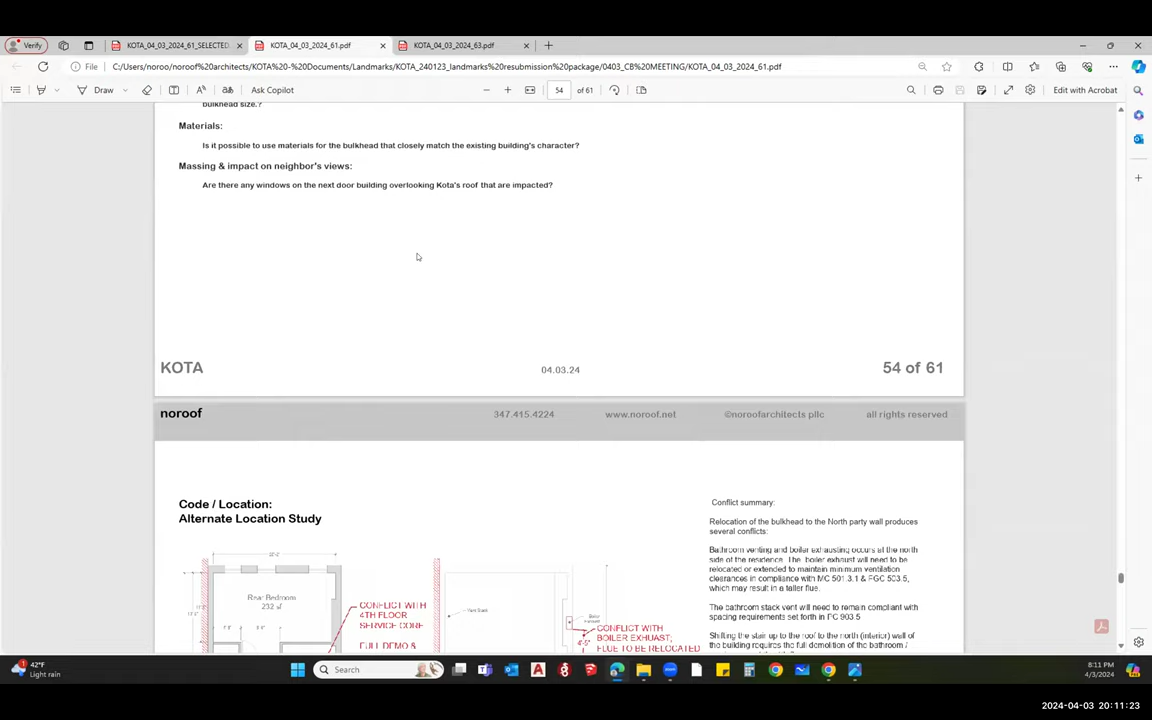 Verify
KOTA_04_03_2024_61_SELECTED
KOTA_04_03_2024_61.pdf
KOTA_04_03_2024_63.pdf
File
C:/Users/noroo/noroof%20architects/KOTA%20-%20Documents/Landmarks/KOTA_240123_landmarks%20resubmission%20package/0403_CB%20MEETING/KOTA_04_03_2024_61.pdf
Draw
Ask Copilot
54
of 61
Edit with Acrobat
bulkhead size.?
Materials:
Is it possible to use materials for the bulkhead that closely match the existing building's character?
Massing & impact on neighbor's views:
Are there any windows on the next door building overlooking Kota's roof that are impacted?
KOTA
04.03.24
54 of 61
noroof
347.415.4224
www.noroof.net
©noroofarchitects pllc
all rights reserved
Code / Location:
Alternate Location Study
Rear Bedroom
232 sf
CONFLICT WITH
4TH FLOOR
SERVICE CORE
FULL DEMO &
Vent Stack
Boiler
CONFLICT WITH
BOILER EXHUAST;
FLUE TO BE RELOCATED
Conflict summary:
Relocation of the bulkhead to the North party wall produces
several conflicts:
Bathroom venting and boiler exhausting occurs at the north
side of the residence. The boiler exhaust will need to be
relocated or extended to maintain minimum ventilation
clearances in compliance with MC 501.3.1 & FGC 503.5,
which may result in a taller flue.
The bathroom stack vent will need to remain compliant with
spacing requirements set forth in PC 903.5
Shifting the stair up to the roof to the north (interior) wall of
the building requires the full demolition of the bathroom /
42°F
Light rain
Search
8:11 PM
4/3/2024
2024-04-03 20:11:23